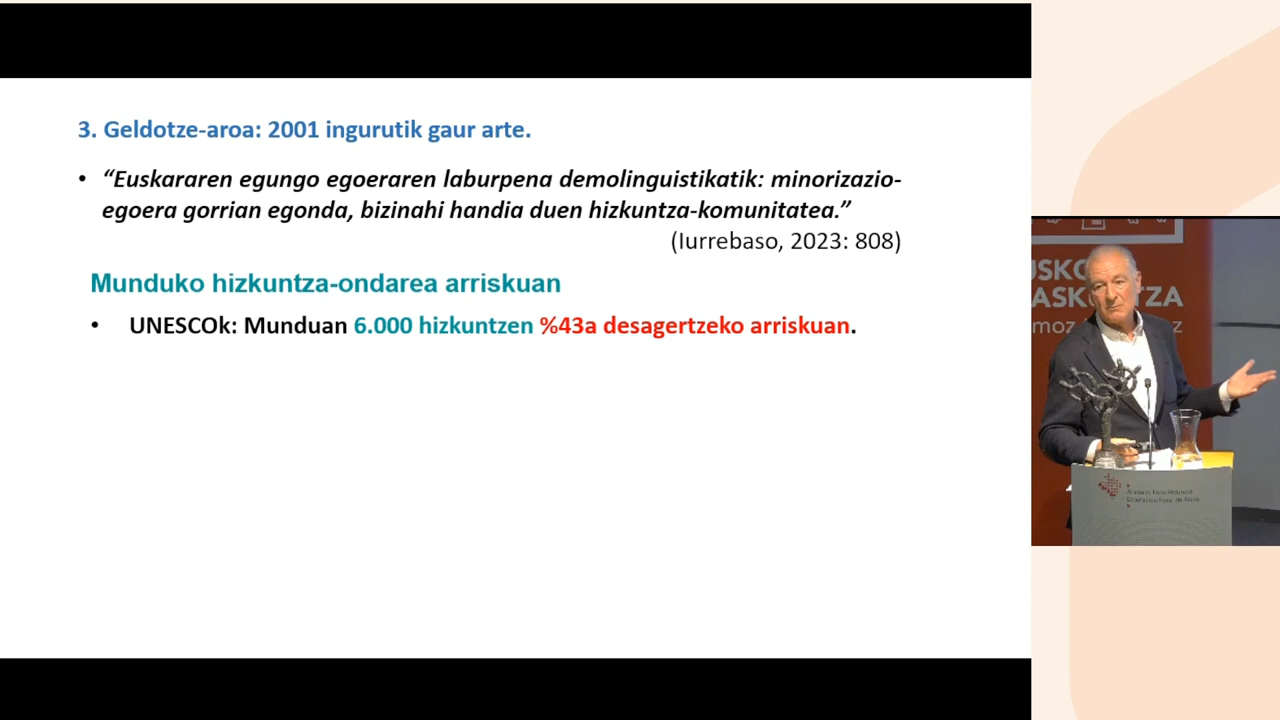 3. Geldotze-aroa: 2001 ingurutik gaur arte.
• “Euskararen egungo egoeraren laburpena demolinguistikatik: minorizazio-
egoera gorrian egonda, bizinahi handia duen hizkuntza-komunitatea.”
(Iurrebaso, 2023: 808)
Munduko hizkuntza-ondarea arriskuan
• UNESCOk: Munduan 6.000 hizkuntzen %43a desagertzeko arriskuan.